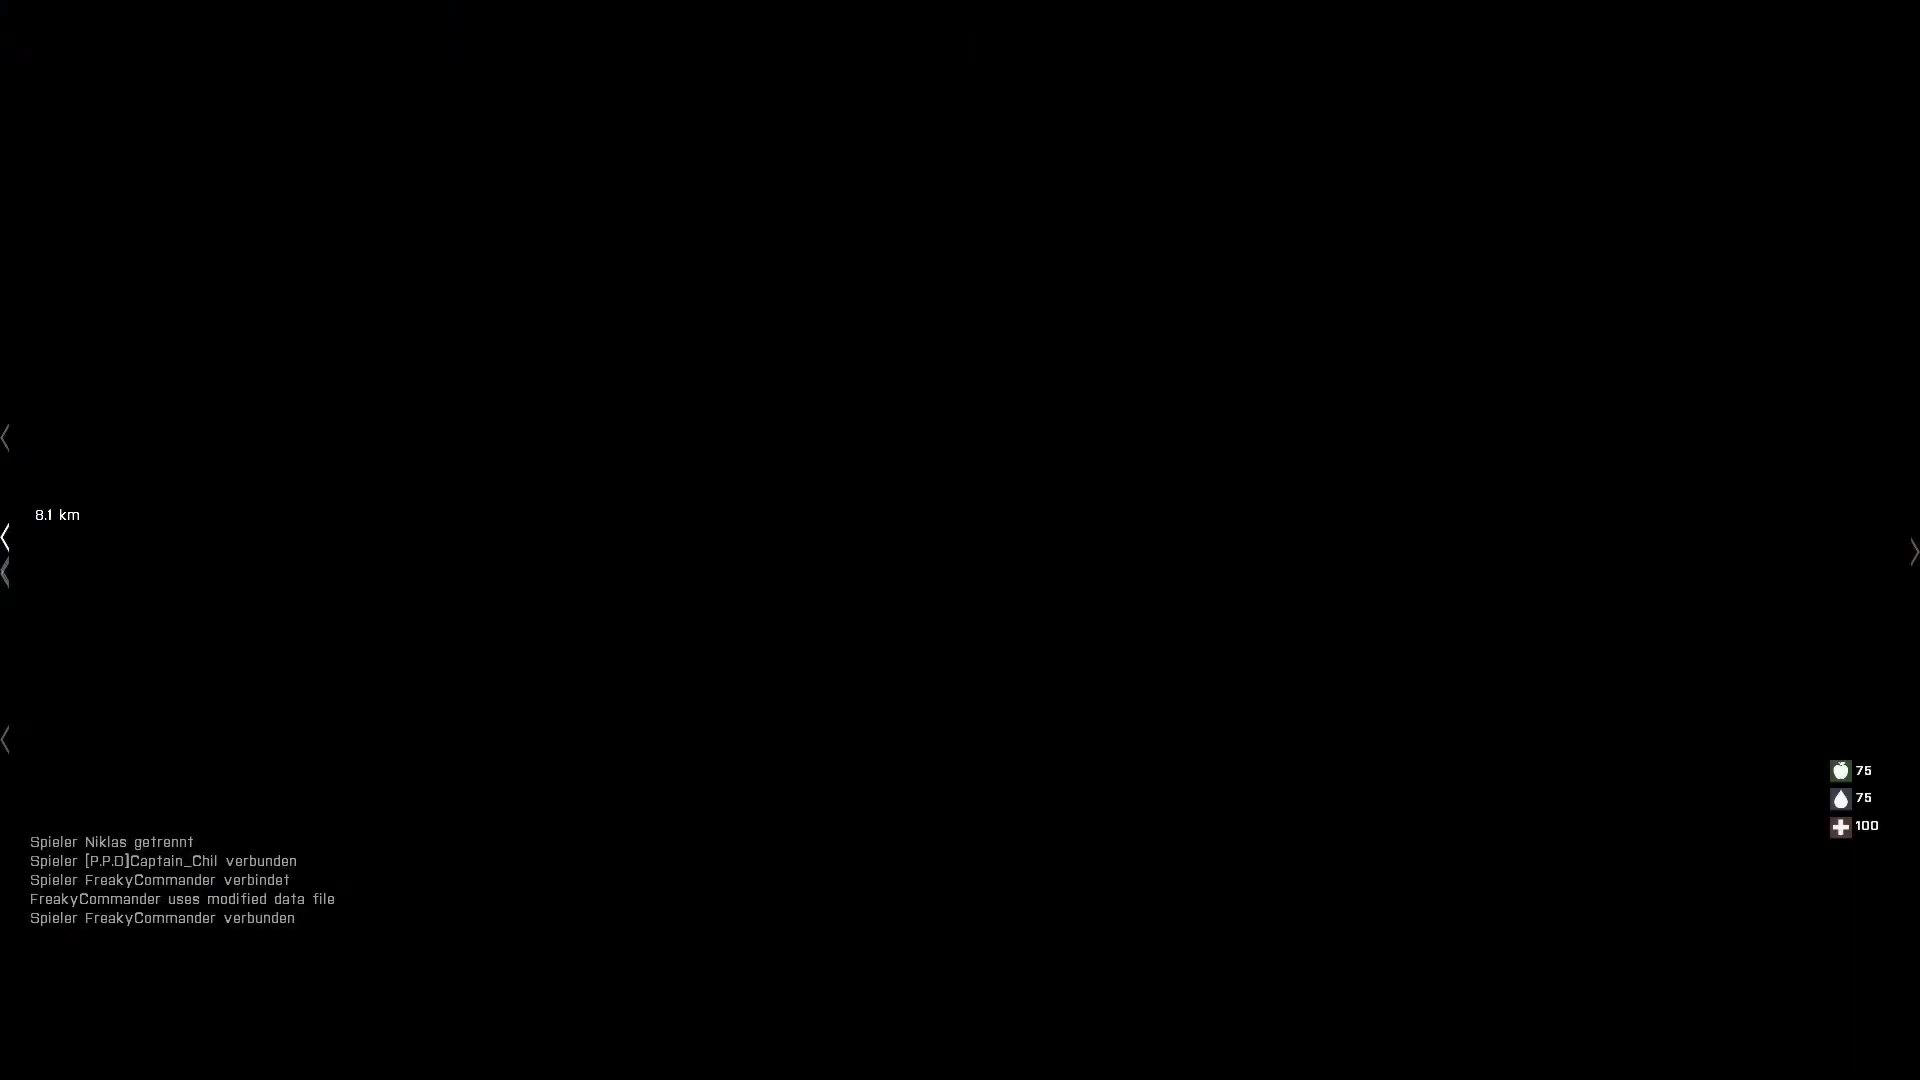 8.1 km
75
75
100
Spieler Niklas getrennt
Spieler [P.P.D]Captain_Chil verbunden
Spieler FreakyCommander verbindet
FreakyCommander uses modified data file
Spieler FreakyCommander verbunden